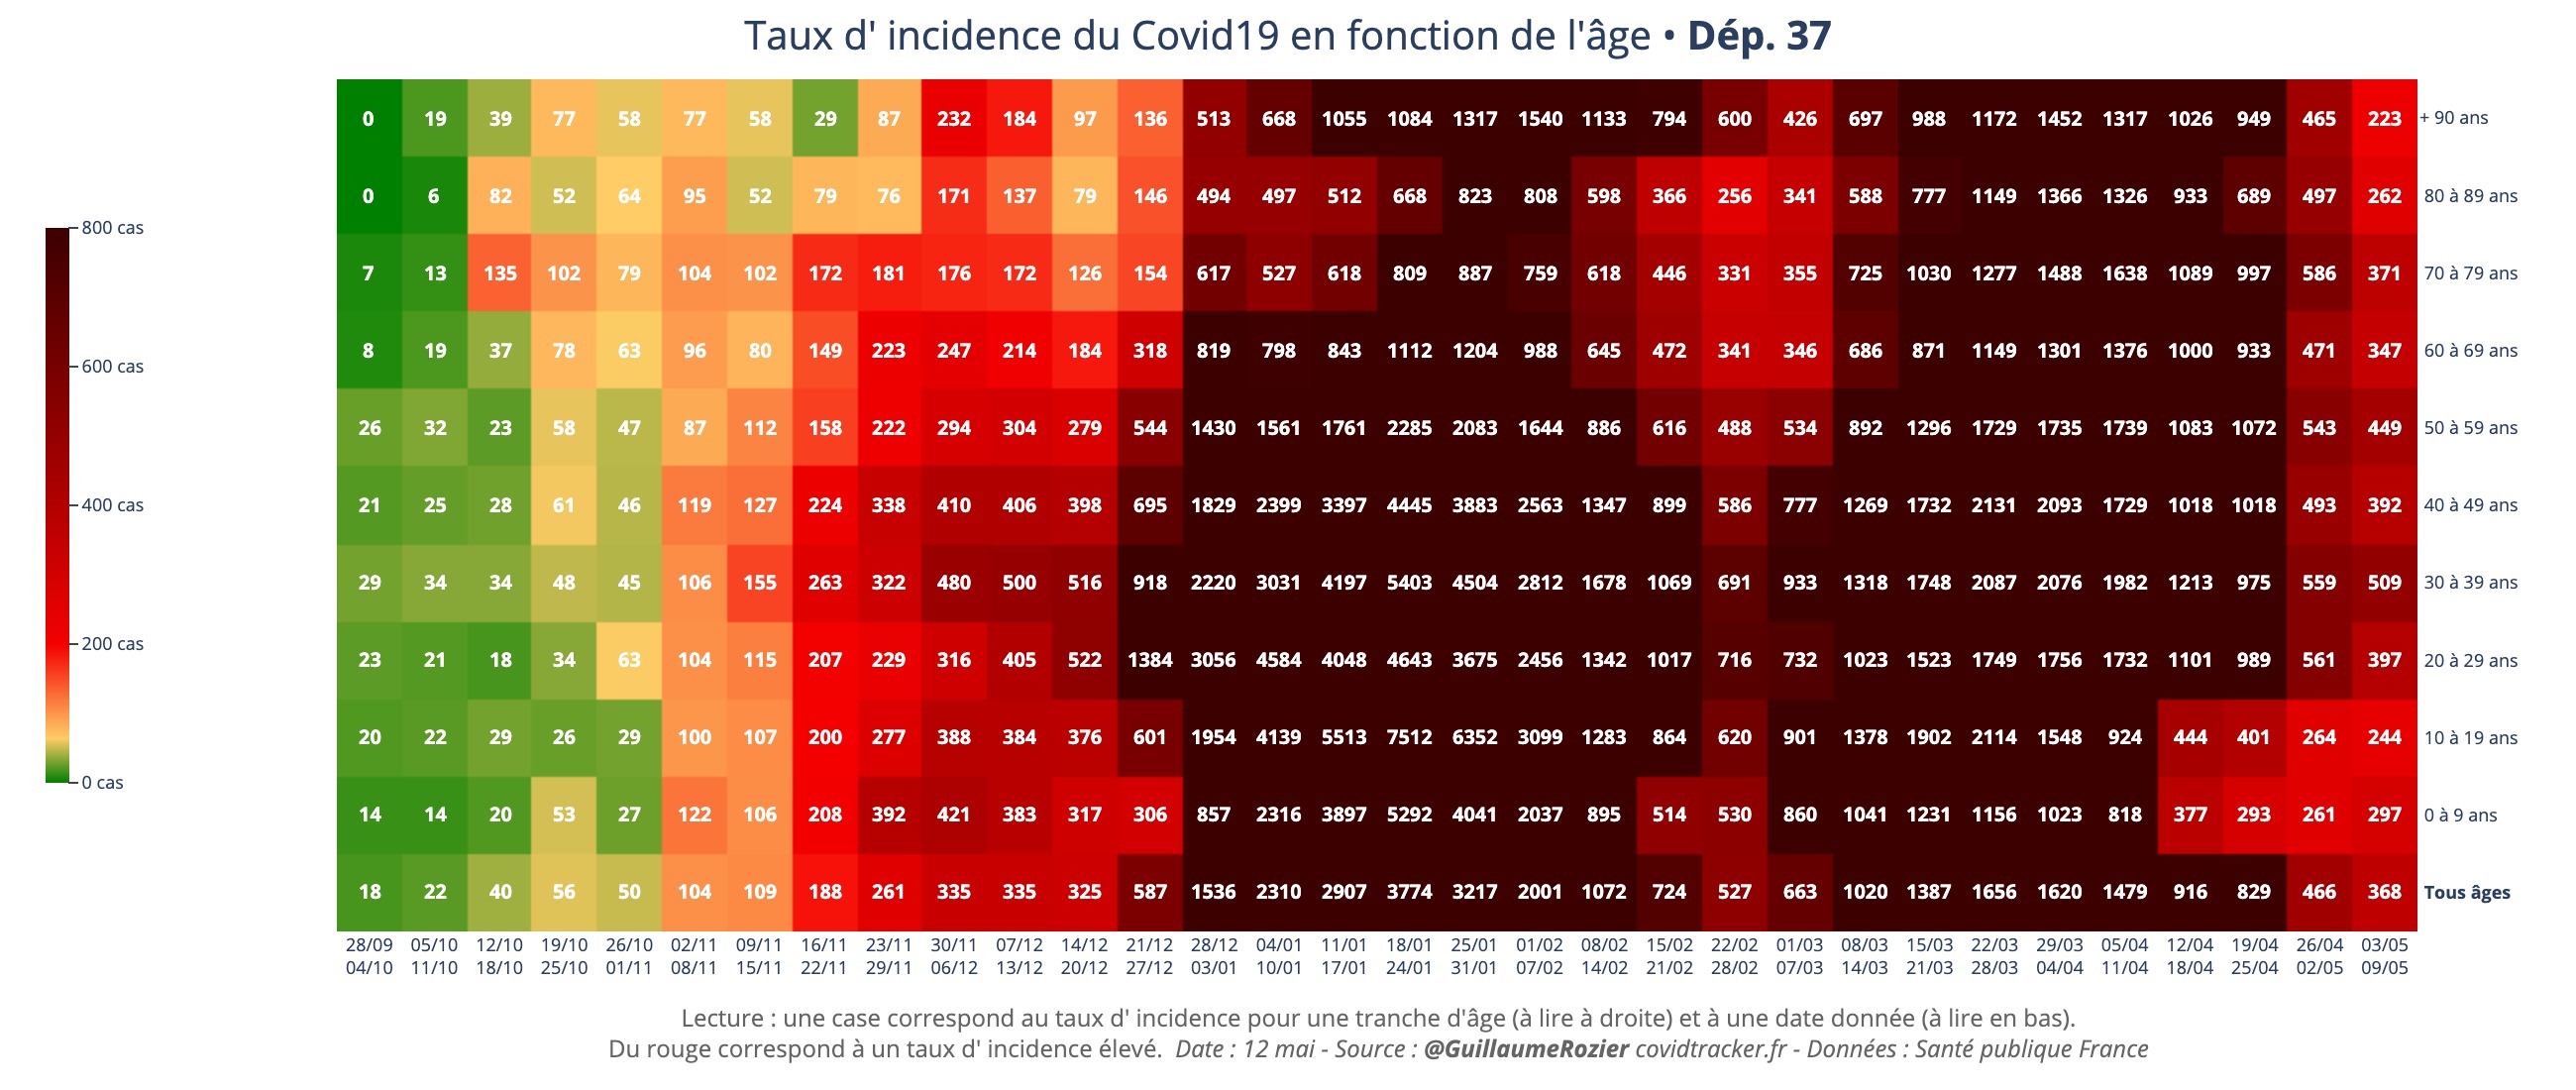 Taux d' incidence du Covid19 en fonction de l'âge • Dép. 37
0 19 39 77 58 77 58 29 87 232 184 97 136 513 668 1055 1084 1317 1540 1133 794 600 426 697 988 1172 1452 1317 1026 949 465 223 + 90 ans
0 6 82 52 64 95 52 79 76 171 137 79 146 494 497 512 668 823 808 598 366 256 341 588 777 1149 1366 1326 933 689 497 262 80 à 89 ans
800 cas
7 13 135 102 79 104 102 172 181 176 172 126 154 617 527 618 809 887 759 618 446 331 355 725 1030 1277 1488 1638 1089 997 586 371 70 à 79 ans
8 19 37 78 63 96 80 149 223 247 214 184 318 819 798 843 1112 1204 988 645 472 341 346 686 871 1149 1301 1376 1000 933 471 347 60 à 69 ans
600 cas
26 32 23 58 47 87 112 158 222 294 304 279 544 1430 1561 1761 2285 2083 1644 886 616 488 534 892 1296 1729 1735 1739 1083 1072 543 449 50 à 59 ans
400 cas
21 25 28 61 46 119 127 224 338 410 406 398 695 1829 2399 3397 4445 3883 2563 1347 899 586 777 1269 1732 2131 2093 1729 1018 1018 493 392 40 à 49 ans
29 34 34 48 45 106 155 263 322 480 500 516 918 2220 3031 4197 5403 4504 2812 1678 1069 691 933 1318 1748 2087 2076 1982 1213 975 559 509 30 à 39 ans
200 cas
23 21 18 34 63 104 115 207 229 316 405 522 1384 3056 4584 4048 4643 3675 2456 1342 1017 716 732 1023 1523 1749 1756 1732 1101 989 561 397 20 à 29 ans
20 22 29 26 29 100 107 200 277 388 384 376 601 1954 4139 5513 7512 6352 3099 1283 864 620 901 1378 1902 2114 1548 924 444 401 264 244 10 à 19 ans
0 cas
14 14 20 53 27 122 106 208 392 421 383 317 306 857 2316 3897 5292 4041 2037 895 514 530 860 1041 1231 1156 1023 818 377 293 261 297 0 à 9 ans
18 22 40 56 50 104 109 188 261 335 335 325 587 1536 2310 2907 3774 3217 2001 1072 724 527 663 1020 1387 1656 1620 1479 916 829 466 368 Tous âges
28/09 05/10 12/10 19/10 26/10 02/11 09/11 16/11 23/11 30/11 07/12 14/12 21/12 28/12 04/01 11/01 18/01 25/01 01/02 08/02 15/02 22/02 01/03 08/03 15/03 22/03 29/03 05/04 12/04 19/04 26/04 03/05
04/10 11/10 18/10 25/10 01/11 08/11 15/11 22/11 29/11 06/12 13/12 20/12 27/12 03/01 10/01 17/01 24/01 31/01 07/02 14/02 21/02 28/02 07/03 14/03 21/03 28/03 04/04 11/04 18/04 25/04 02/05 09/05
Lecture : une case correspond au taux d' incidence pour une tranche d'âge (à lire à droite) et à une date donnée (à lire en bas).
Du rouge correspond à un taux d' incidence élevé. Date : 12 mai - Source : @GuillaumeRozier covidtracker.fr - Données : Santé publique France